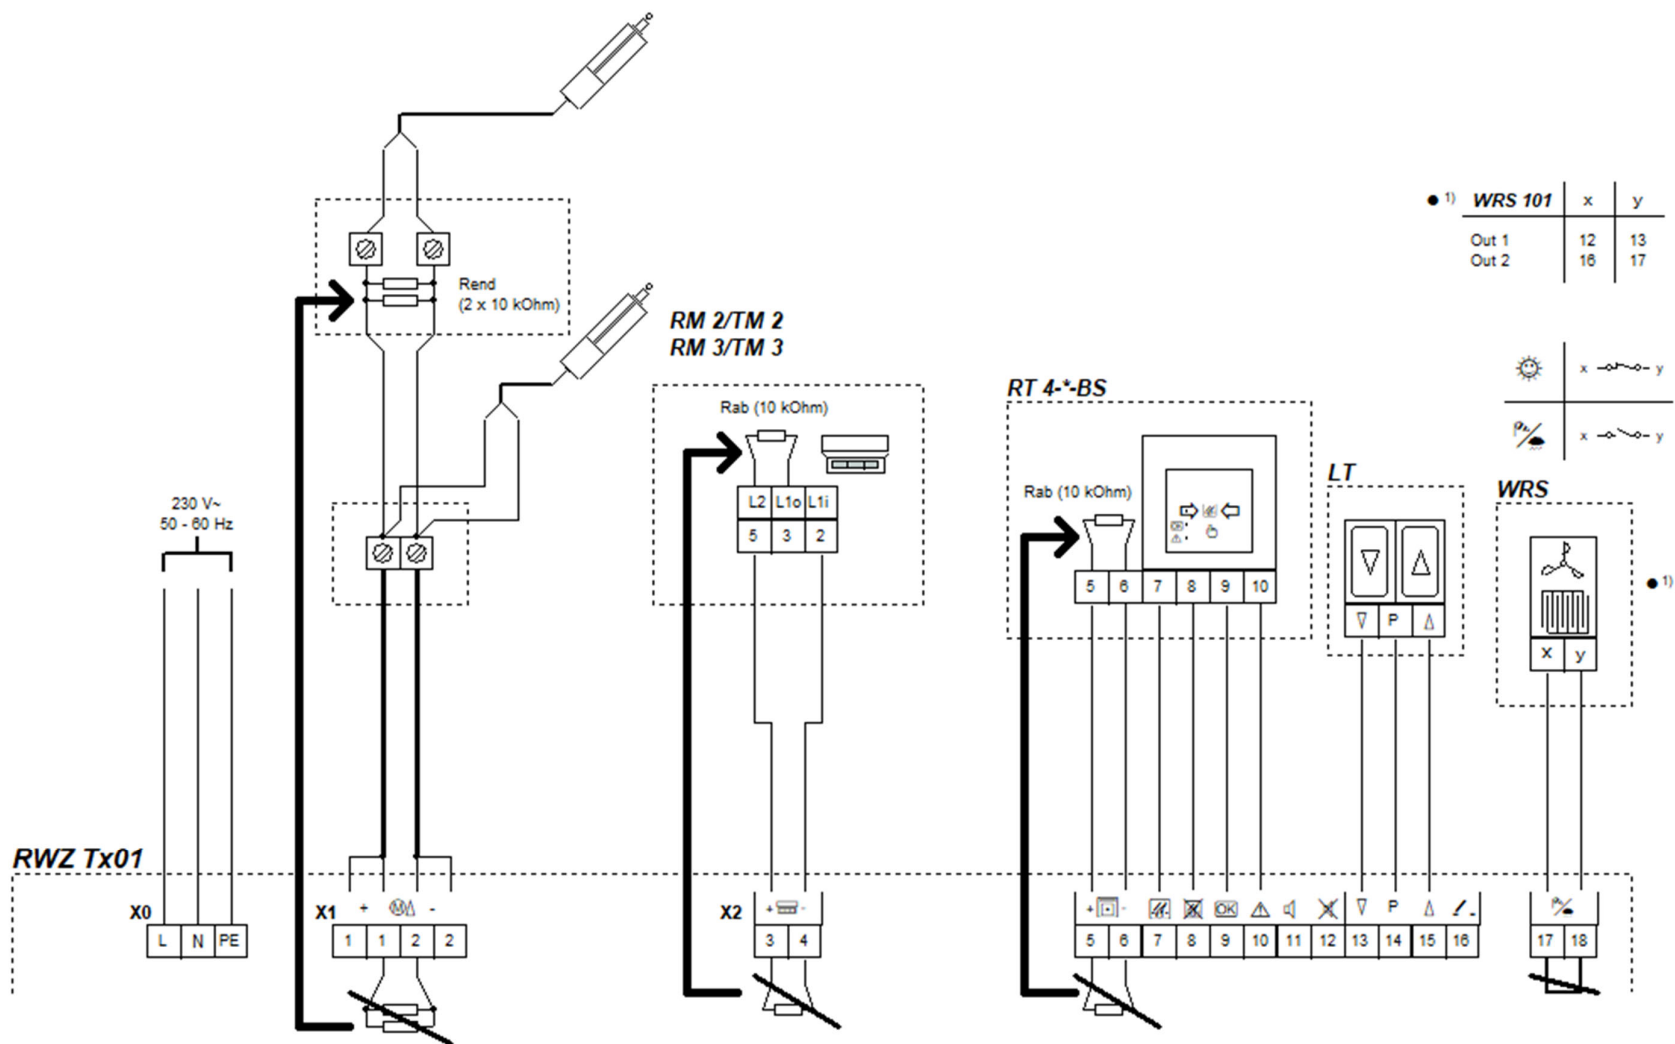 ● 1) WRS 101 x y
Out 1 12 13
Out 2 16 17
Rend
(2 x 10 kOhm)
RM 2/TM 2
RM 3/TM 3
x y
x y
RT 4-*-BS
Rab (10 kOhm)
LT
WRS
Rab (10 kOhm)
L2 L1o L1i
5 3 2
230 V~
50 - 60 Hz
OK
● 1)
5 6 7 8 9 10
P
x y
RWZ Tx01
X0
L N PE
X1 + M -
1 1 2 2
X2 + -
3 4
+ - OK P
5 6 7 8 9 10 11 12 13 14 15 16
17 18